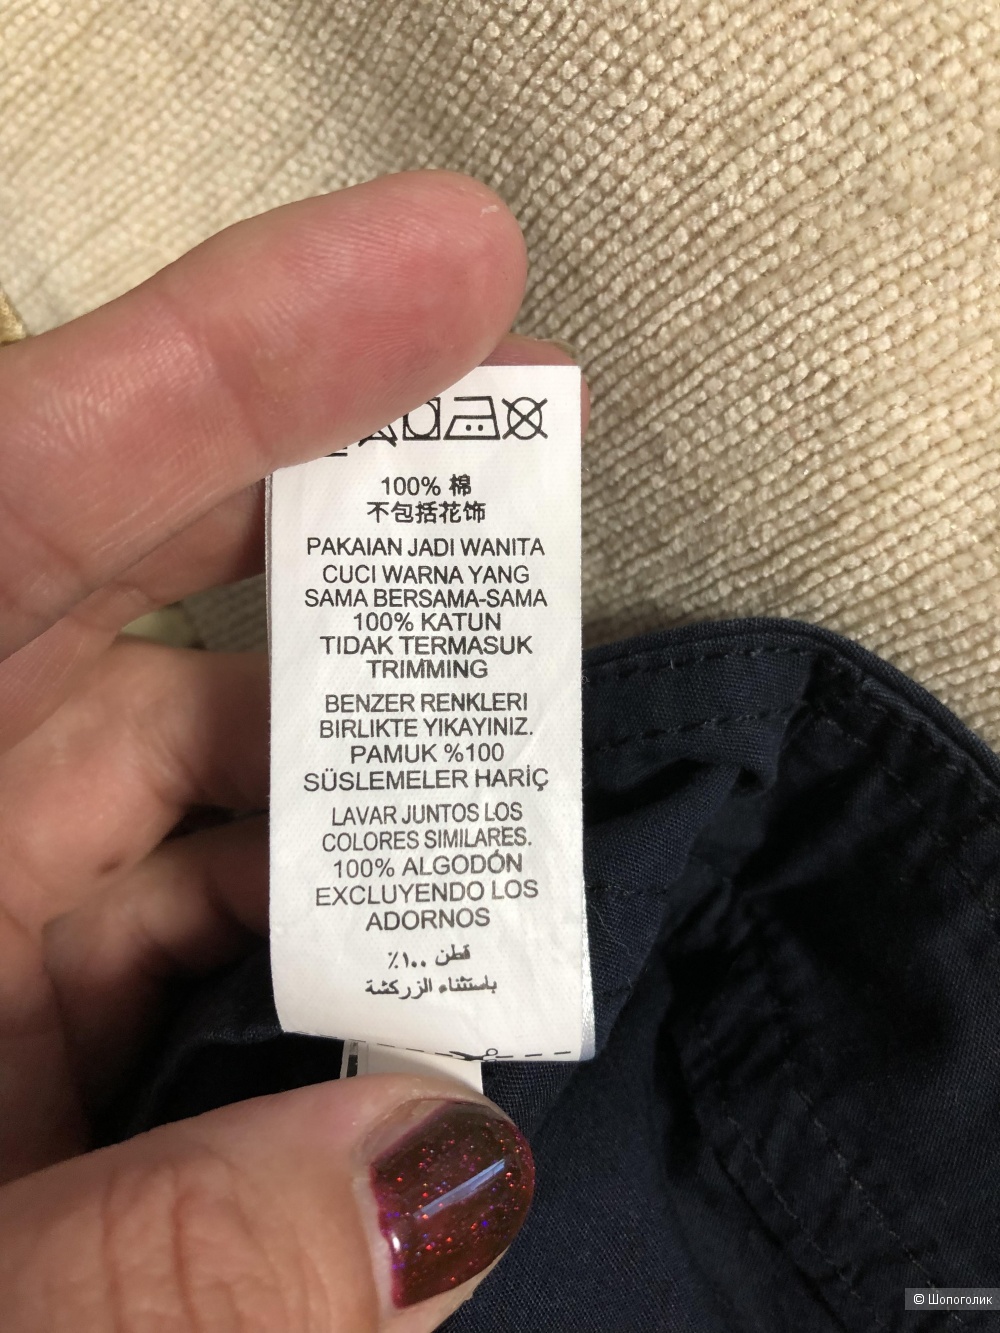 100% 棉
不包括花饰
PAKAIAN JADI WANITA
CUCI WARNA YANG
SAMA BERSAMA-SAMA
100% KATUN
TIDAK TERMASUK
TRIMMING
BENZER RENKLERI
BIRLIKTE YIKAYINIZ.
PAMUK %100
SÜSLEMELER HARİÇ
LAVAR JUNTOS LOS
COLORES SIMILARES.
100% ALGODÓN
EXCLUYENDO LOS
ADORNOS
قطن ١٠٠٪
باستثناء الزركشة
© Шопоголик